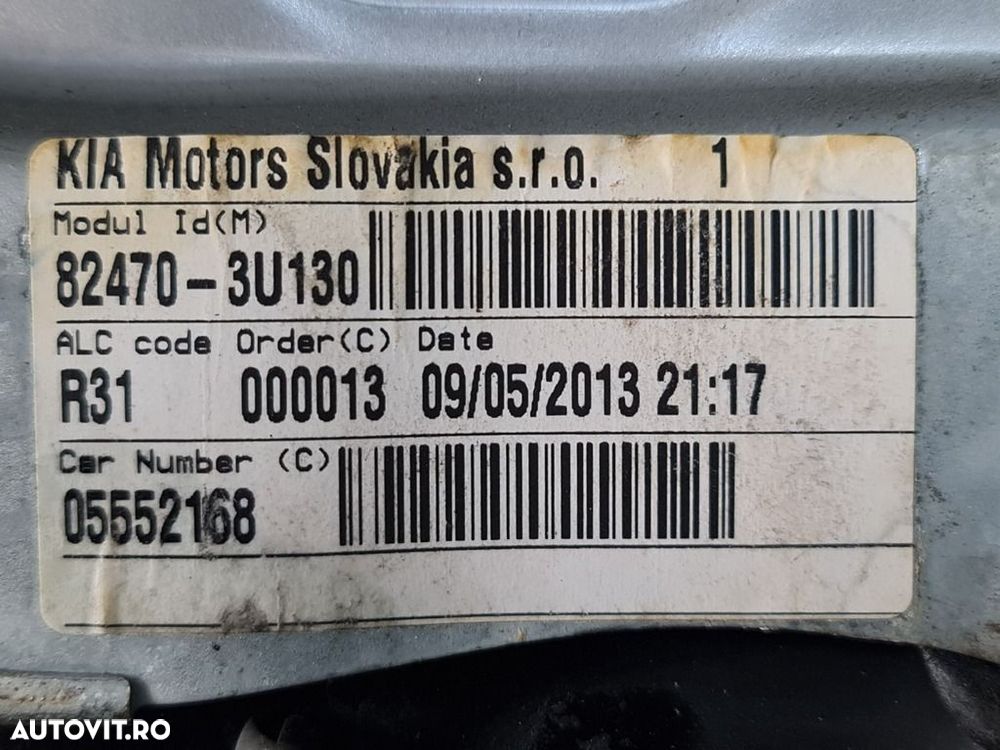 KIA Motors Slovakia s.r.o. 1
Modul Id(M)
82470-3U130
ALC code Order(C) Date
R31 000013 09/05/2013 21:17
Car Number (C)
05552168
AUTOVIT.RO